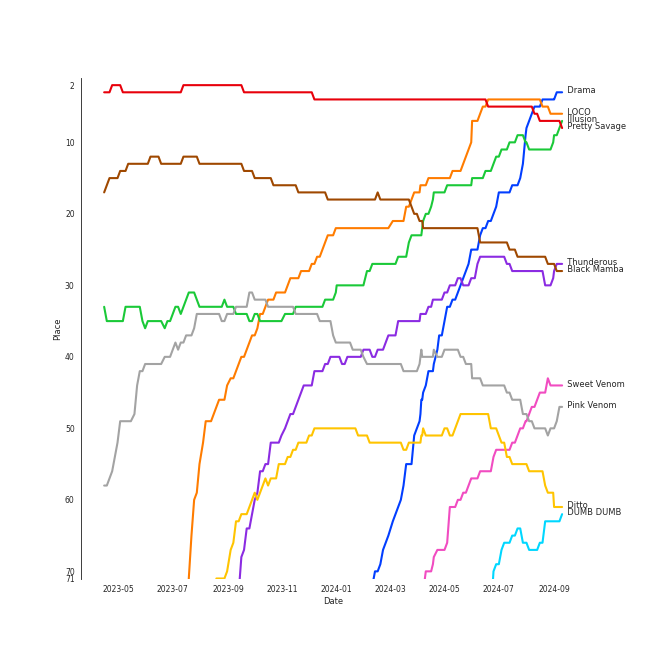 2
10
20
30
40
50
60
70
71
Place
2023-05
2023-07
2023-09
2023-11
2024-01
2024-03
2024-05
2024-07
2024-09
Date
Drama
LOCO
Illusion
Pretty Savage
Thunderous
Black Mamba
Sweet Venom
Pink Venom
Ditto
DUMB DUMB